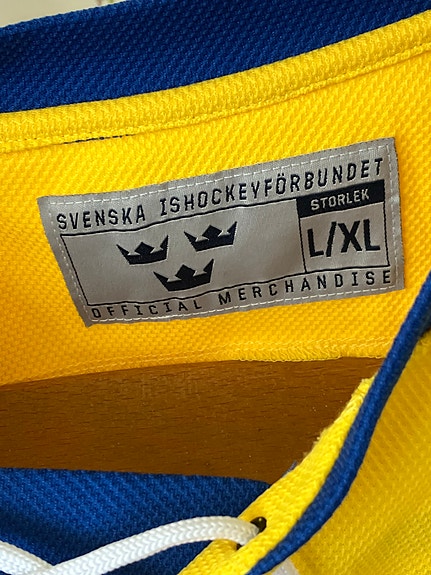 SVENSKA ISHOCKEYFÖRBUNDET
STORLEK
L/XL
OFFICIAL MERCHANDISE